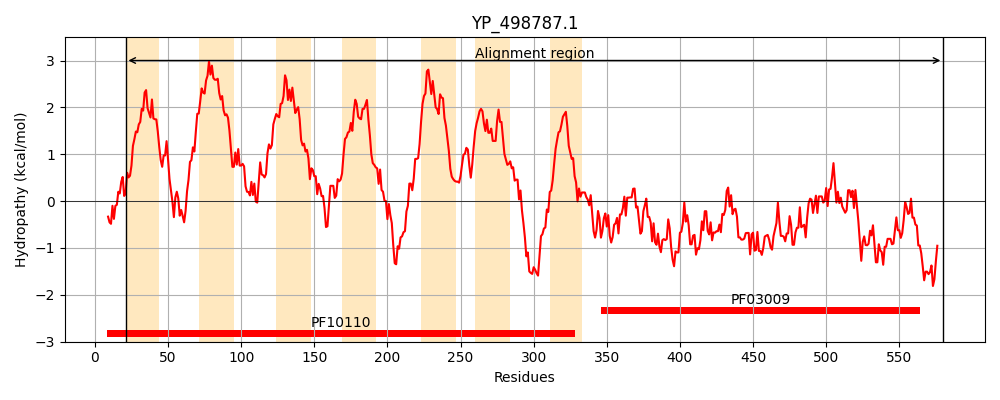 YP_498787.1
Hydropathy (kcal/mol)
3
2
1
0
−1
−2
−3
Alignment region
PF03009
PF10110
0 50 100 150 200 250 300 350 400 450 500 550
Residues